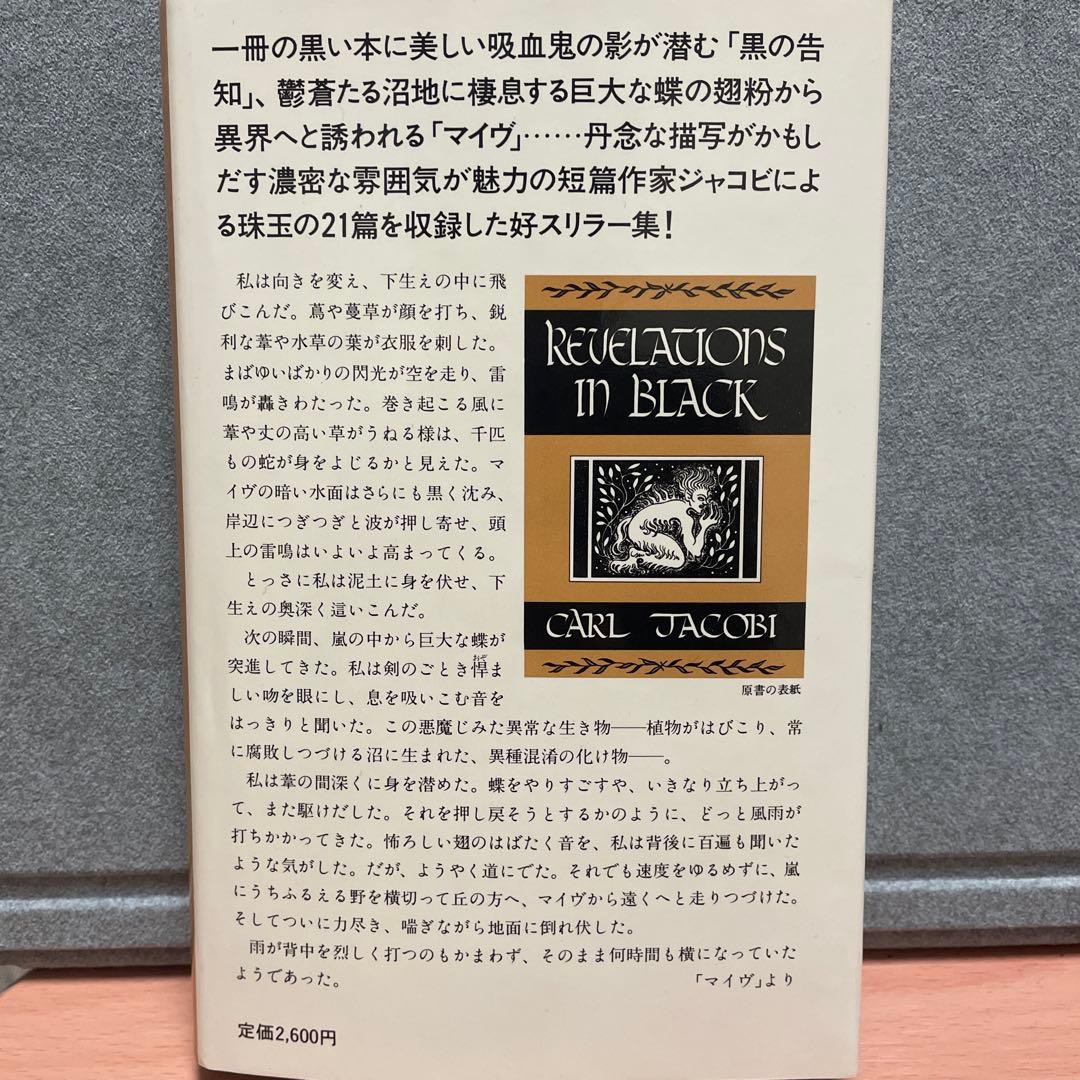 一冊の黒い本に美しい吸血鬼の影が潜む「黒の告
知」、鬱蒼たる沼地に棲息する巨大な蝶の翅粉から
異界へと誘われる「マイヴ」……丹念な描写がかもし
だす濃密な雰囲気が魅力の短篇作家ジャコビによ
る珠玉の21篇を収録した好スリラー集！
私は向きを変え、下生えの中に飛
びこんだ。蔦や蔓草が顔を打ち、鋭
利な葦や水草の葉が衣服を刺した。
まばゆいばかりの閃光が空を走り、雷
鳴が轟きわたった。巻き起こる風に
葦や丈の高い草がうねる様は、千匹
もの蛇が身をよじるかと見えた。マ
イヴの暗い水面はさらにも黒く沈み、
岸辺につぎつぎと波が押し寄せ、頭
上の雷鳴はいよいよ高まってくる。
とっさに私は泥土に身を伏せ、下
生えの奥深く這いこんだ。
次の瞬間、嵐の中から巨大な蝶が
突進してきた。私は剣のごとき悍ま
しい吻を眼にし、息を吸いこむ音を
はっきりと聞いた。この悪魔じみた異常な生き物――植物がはびこり、常
に腐敗しつづける沼に生まれた、異種混淆の化け物――。
私は葦の間深くに身を潜めた。蝶をやりすごすや、いきなり立ち上がっ
て、また駆けだした。それを押し戻そうとするかのように、どっと風雨が
打ちかかってきた。怖ろしい翅のはばたく音を、私は背後に百遍も聞いた
ような気がした。だが、ようやく道にでた。それでも速度をゆるめずに、嵐
にうちふるえる野を横切って丘の方へ、マイヴから遠くへと走りつづけた。
そしてついに力尽き、喘ぎながら地面に倒れ伏した。
雨が背中を烈しく打つのもかまわず、そのまま何時間も横になっていた
ようであった。 「マイヴ」より
REVELATIONS
IN BLACK
CARL JACOBI
原書の表紙
定価2,600円